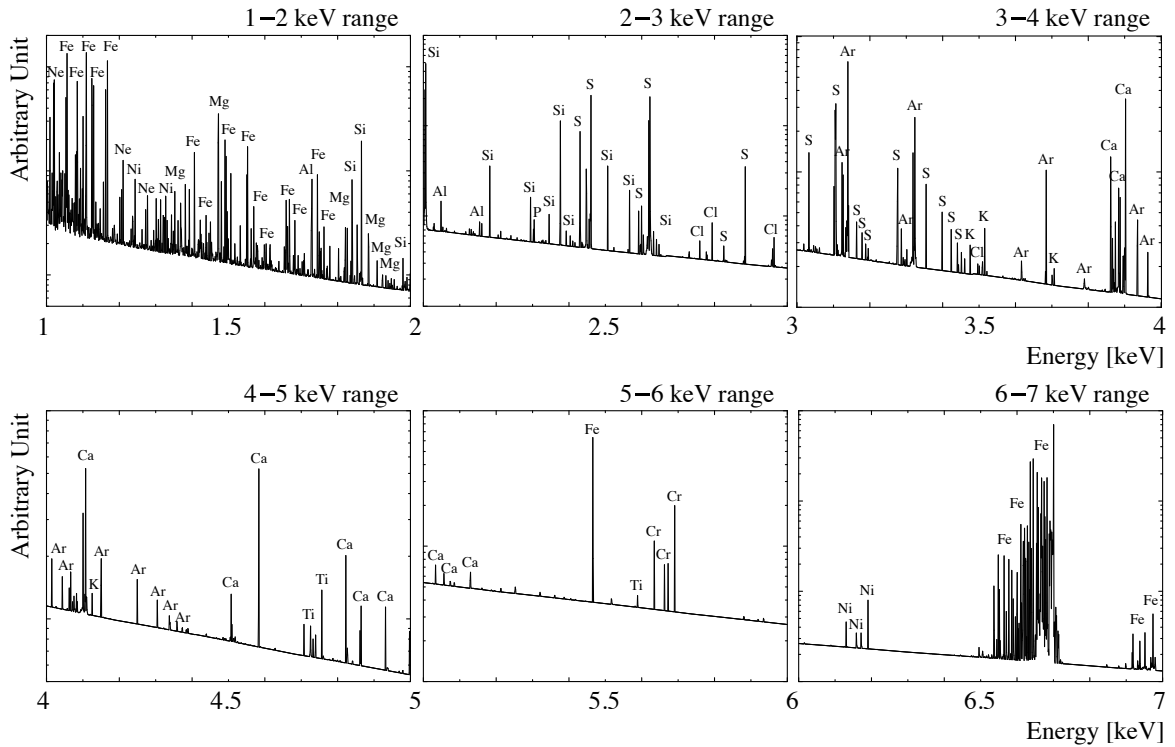 1−2 keV range
2−3 keV range
3−4 keV range
Arbitrary Unit
Ne Fe Fe Fe Fe Fe Ne Ni Ne Ni Mg Fe Fe Mg Fe Fe Fe Fe Fe Fe Al Fe Fe Mg Si Si Mg Mg Mg Si
Si Al Al Si Si P Si Si Si S S Si Si S S Si Cl Cl S S
S S Ar Ar S S S Ar Ar S S S K Cl Ar Ar K Ar Ca Ca Ca Ar Ar
1 1.5 2 2.5 3 3.5 4
Energy [keV]
4−5 keV range
5−6 keV range
6−7 keV range
Arbitrary Unit
Ar Ar Ca K Ar Ar Ar Ar Ar Ca Ca Ti Ti Ca Ca Ca
Ca Ca Ca Fe Ti Cr Cr Cr
Ni Ni Ni Fe Fe Fe Fe Fe
4 4.5 5 5.5 6 6.5 7
Energy [keV]